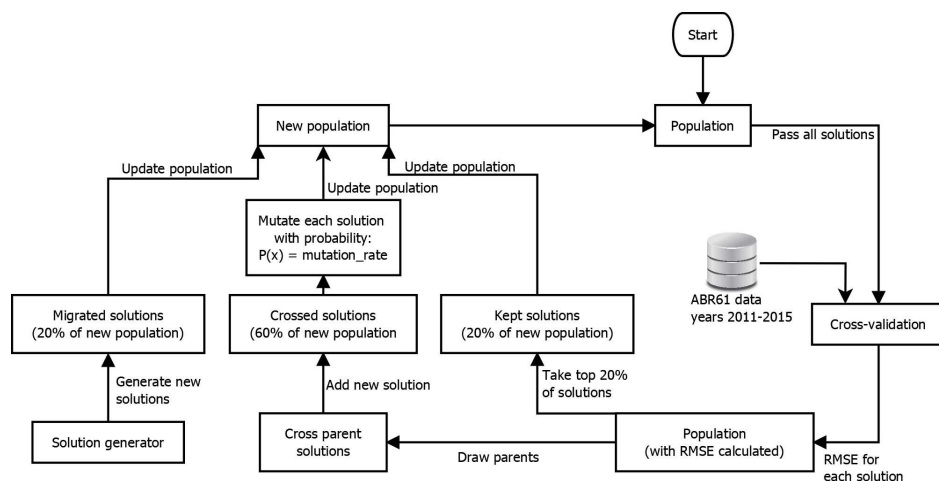 Start
New population
Population
Pass all solutions
Update population
Update population
Update population
Mutate each solution
with probability:
P(x) = mutation_rate
ABR61 data
years 2011-2015
Migrated solutions
(20% of new population)
Crossed solutions
(60% of new population
Kept solutions
(20% of new population)
Cross-validation
Generate new
solutions
Add new solution
Take top 20%
of solutions
Solution generator
Cross parent
solutions
Draw parents
Population
(with RMSE calculated)
RMSE for
each solution